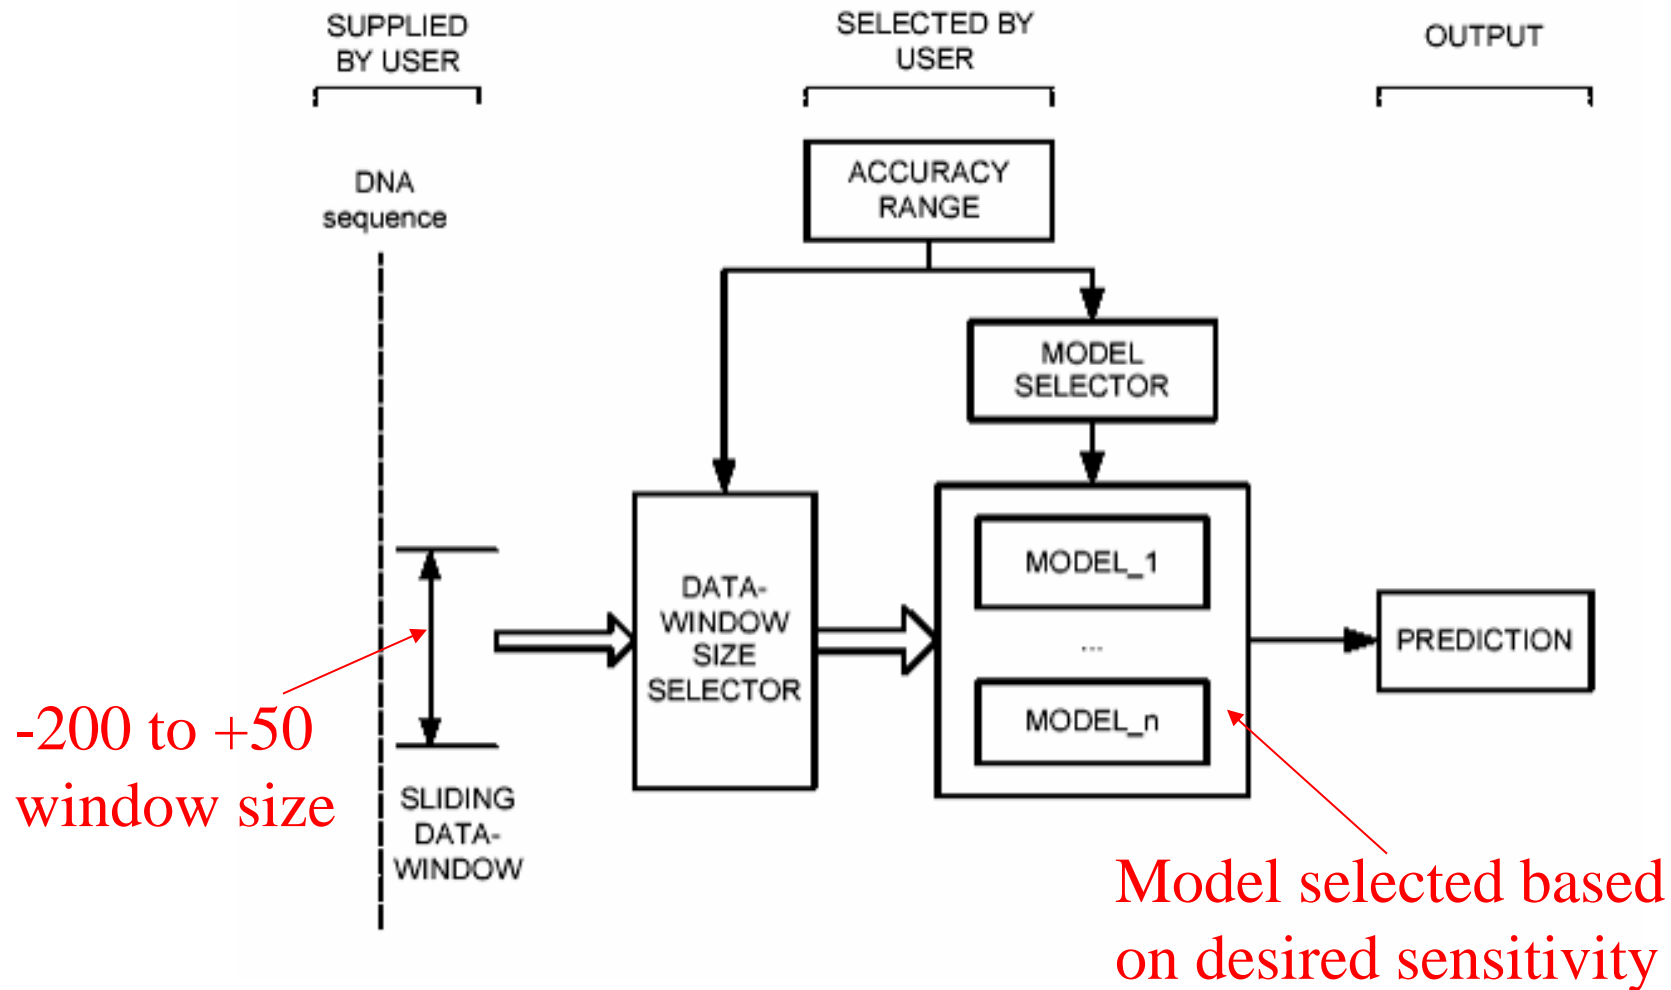 SUPPLIED
BY USER
SELECTED BY
USER
OUTPUT
DNA
sequence
ACCURACY
RANGE
MODEL
SELECTOR
DATA-
WINDOW
SIZE
SELECTOR
MODEL_1
...
MODEL_n
PREDICTION
-200 to +50
window size
SLIDING
DATA-
WINDOW
Model selected based
on desired sensitivity